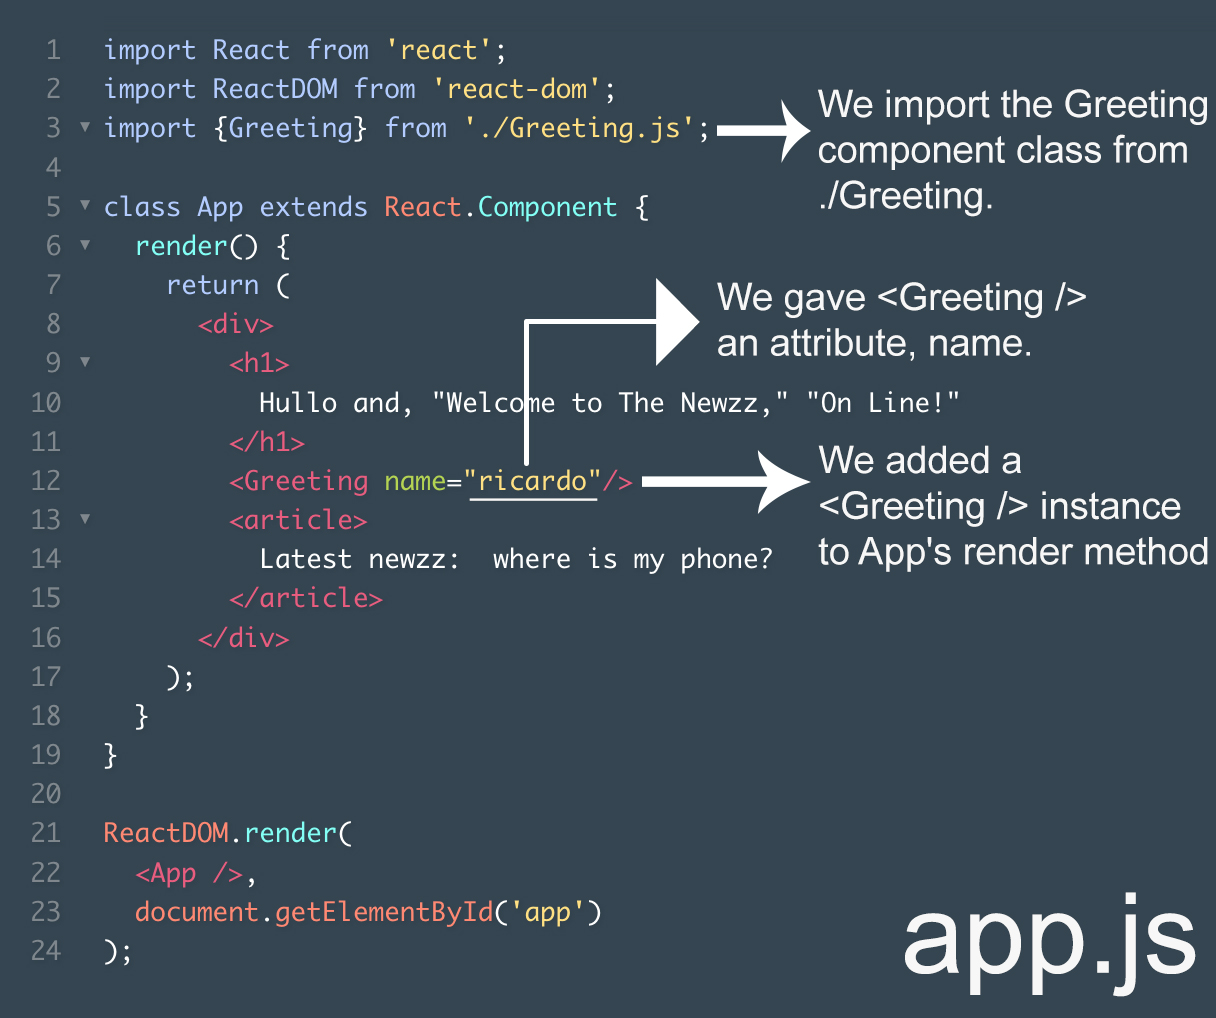 1 import React from 'react';
2 import ReactDOM from 'react-dom';
3 import {Greeting} from './Greeting.js';
We import the Greeting
component class from
./Greeting.
4
5 class App extends React.Component {
6   render() {
7     return (
8       <div>
We gave <Greeting />
an attribute, name.
9         <h1>
10           Hullo and, "Welcome to The Newzz," "On Line!"
11         </h1>
12         <Greeting name="ricardo"/>
We added a
<Greeting /> instance
to App's render method
13         <article>
14           Latest newzz:  where is my phone?
15         </article>
16       </div>
17     );
18   }
19 }
20
21 ReactDOM.render(
22   <App />,
23   document.getElementById('app')
24 );
app.js